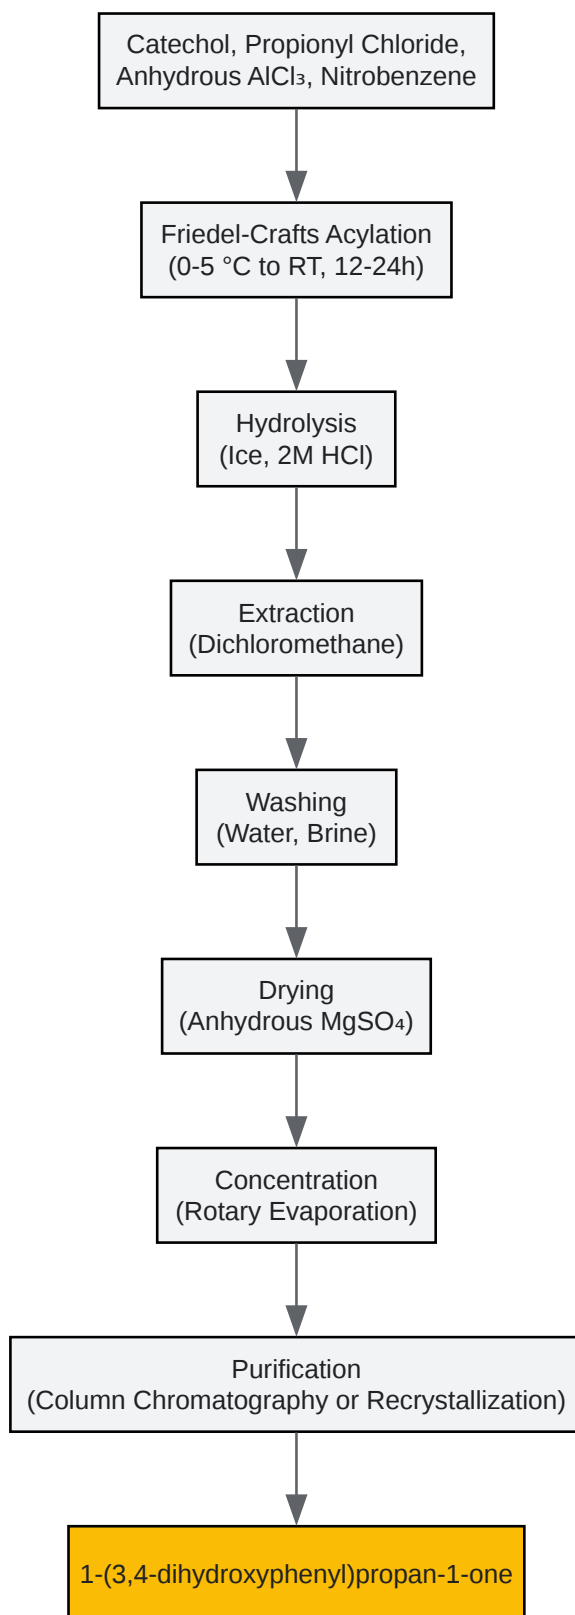 Catechol, Propionyl Chloride,
Anhydrous AlCl₃, Nitrobenzene
Friedel-Crafts Acylation
(0-5 °C to RT, 12-24h)
Hydrolysis
(Ice, 2M HCl)
Extraction
(Dichloromethane)
Washing
(Water, Brine)
Drying
(Anhydrous MgSO₄)
Concentration
(Rotary Evaporation)
Purification
(Column Chromatography or Recrystallization)
1-(3,4-dihydroxyphenyl)propan-1-one